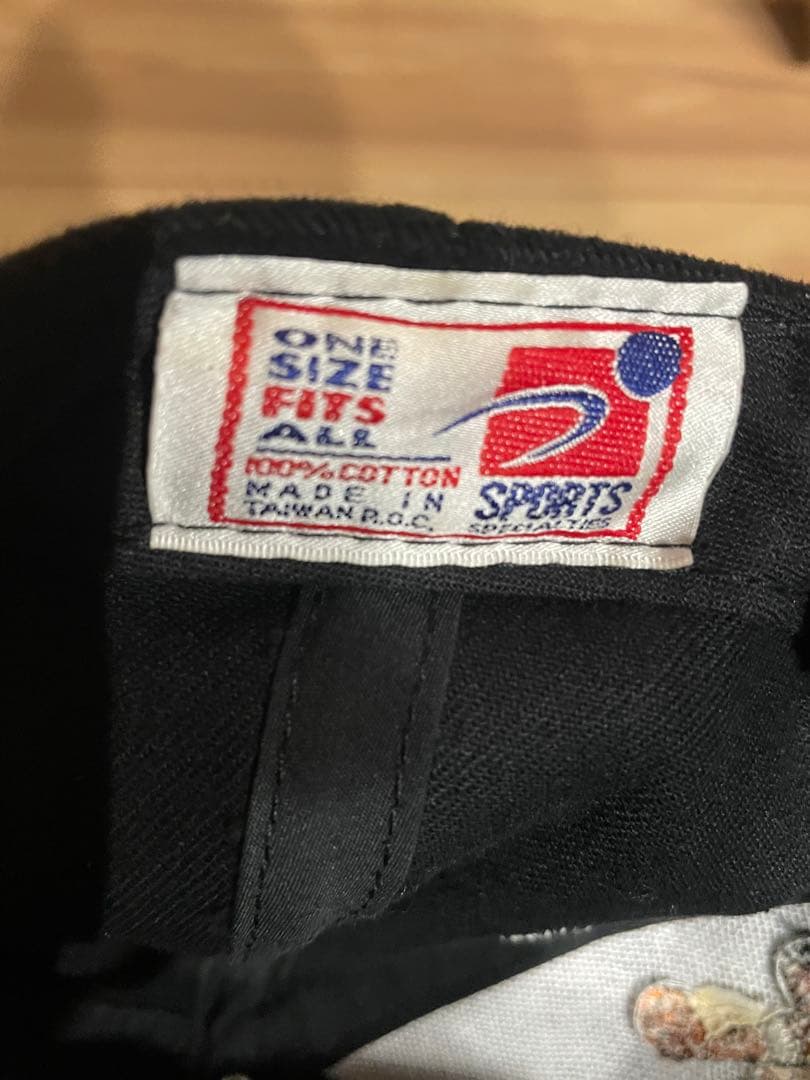 ONE
SIZE
FITS
ALL
100% COTTON
MADE IN
TAIWAN R.O.C.
SPORTS
SPECIALTIES